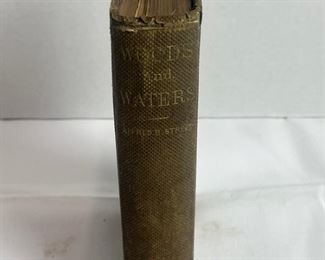 WOODS
and
WATERS
ALFRED B. STREET